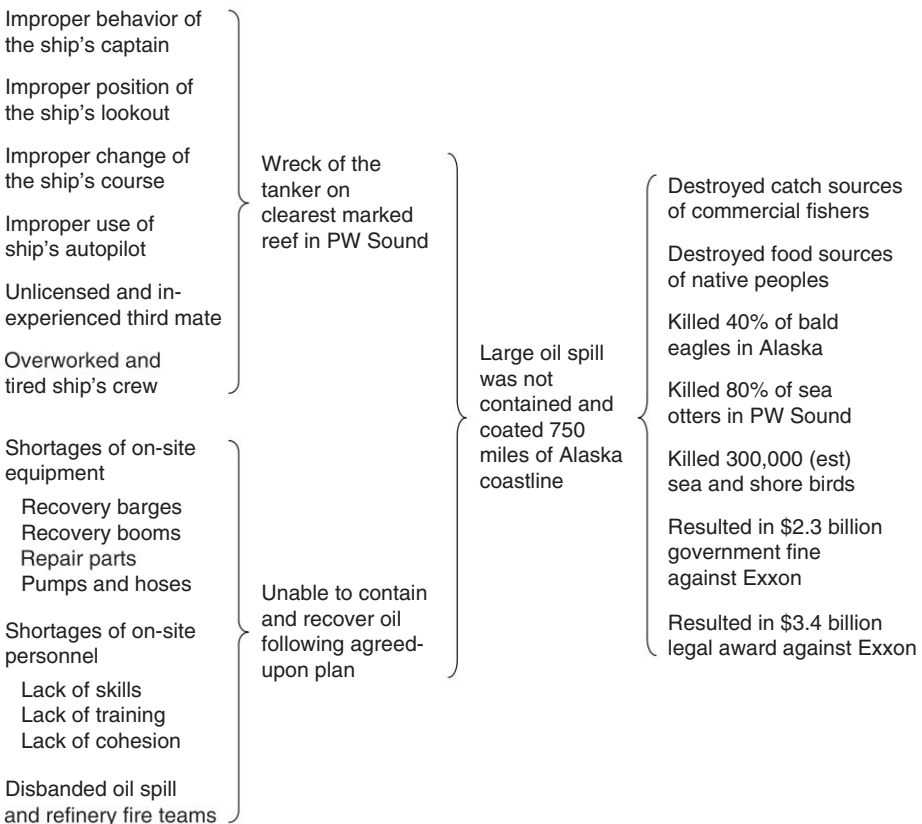 Improper behavior of
the ship's captain
Improper position of
the ship's lookout
Improper change of
the ship's course
Improper use of
ship's autopilot
Unlicensed and in-
experienced third mate
Overworked and
tired ship's crew
Shortages of on-site
equipment
Recovery barges
Recovery booms
Repair parts
Pumps and hoses
Shortages of on-site
personnel
Lack of skills
Lack of training
Lack of cohesion
Disbanded oil spill
and refinery fire teams
Wreck of the
tanker on
clearest marked
reef in PW Sound
Unable to contain
and recover oil
following agreed-
upon plan
Large oil spill
was not
contained and
coated 750
miles of Alaska
coastline
Destroyed catch sources
of commercial fishers
Destroyed food sources
of native peoples
Killed 40% of bald
eagles in Alaska
Killed 80% of sea
otters in PW Sound
Killed 300,000 (est)
sea and shore birds
Resulted in $2.3 billion
government fine
against Exxon
Resulted in $3.4 billion
legal award against Exxon